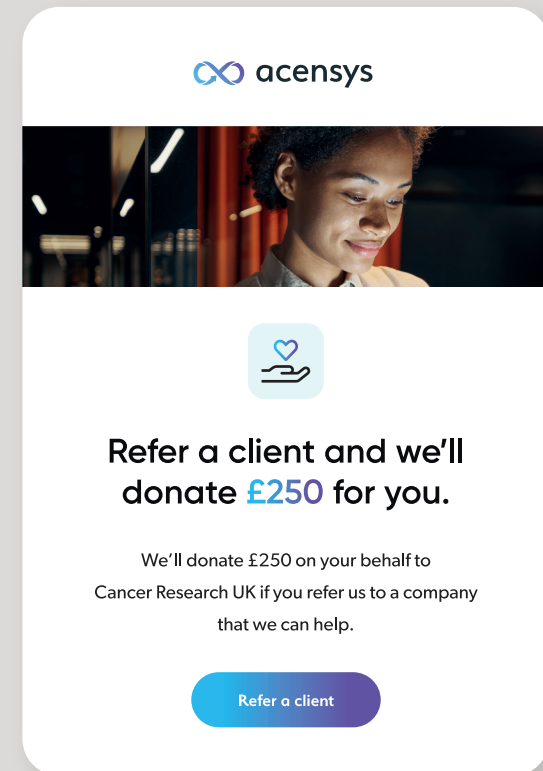 acensys
Refer a client and we'll
donate £250 for you.
We'll donate £250 on your behalf to
Cancer Research UK if you refer us to a company
that we can help.
Refer a client